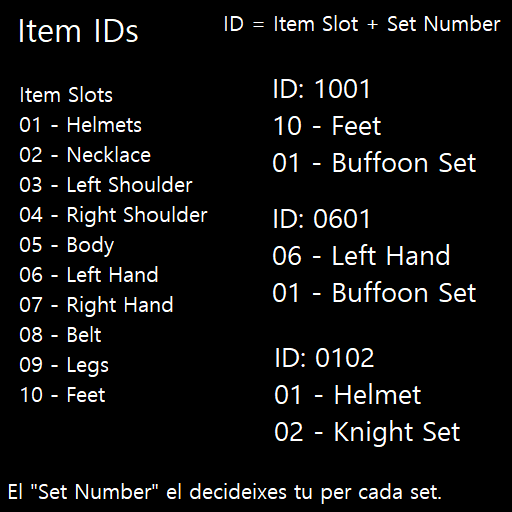 Item IDs
ID = Item Slot + Set Number
Item Slots
01 - Helmets
02 - Necklace
03 - Left Shoulder
04 - Right Shoulder
05 - Body
06 - Left Hand
07 - Right Hand
08 - Belt
09 - Legs
10 - Feet
ID: 1001
10 - Feet
01 - Buffoon Set
ID: 0601
06 - Left Hand
01 - Buffoon Set
ID: 0102
01 - Helmet
02 - Knight Set
El "Set Number" el decideixes tu per cada set.